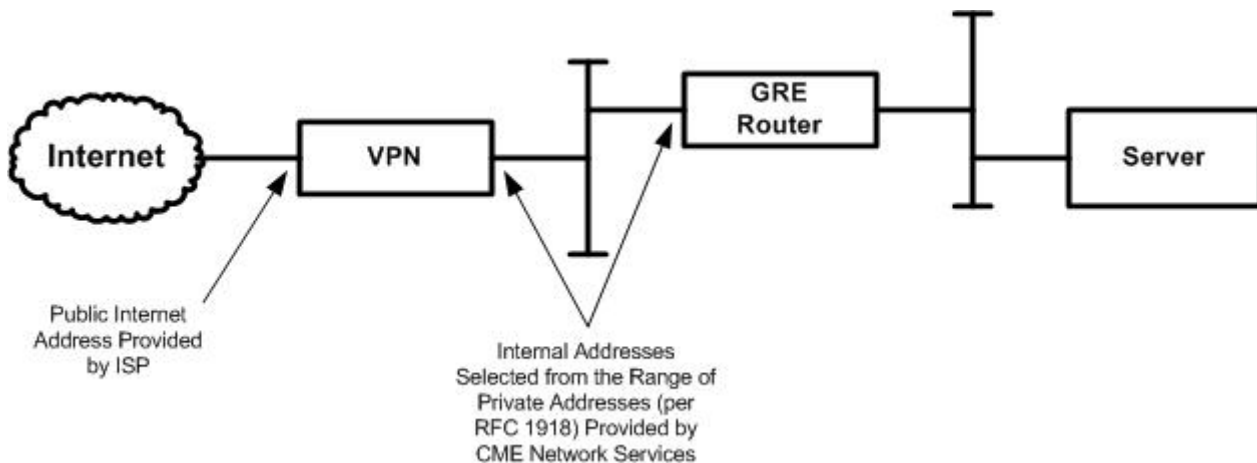 Internet
VPN
GRE
Router
Server
Public Internet
Address Provided
by ISP
Internal Addresses
Selected from the Range of
Private Addresses (per
RFC 1918) Provided by
CME Network Services